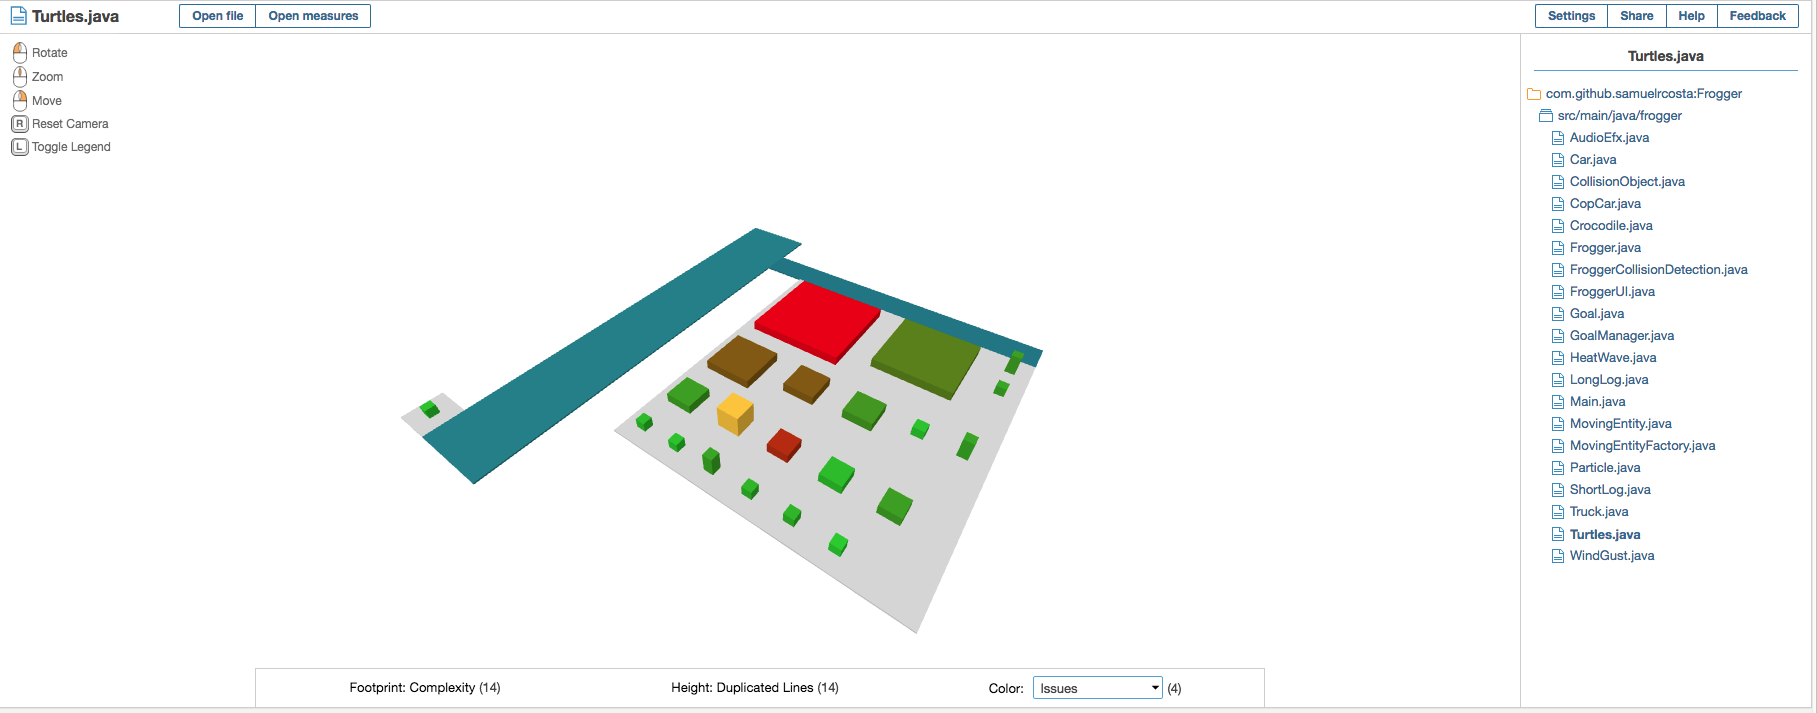 Turtles.java
Open file
Open measures
Settings
Share
Help
Feedback
Rotate
Zoom
Move
R Reset Camera
L Toggle Legend
Turtles.java
com.github.samuelrcosta:Frogger
src/main/java/frogger
AudioEfx.java
Car.java
CollisionObject.java
CopCar.java
Crocodile.java
Frogger.java
FroggerCollisionDetection.java
FroggerUI.java
Goal.java
GoalManager.java
HeatWave.java
LongLog.java
Main.java
MovingEntity.java
MovingEntityFactory.java
Particle.java
ShortLog.java
Truck.java
Turtles.java
WindGust.java
Footprint: Complexity (14)
Height: Duplicated Lines (14)
Color: Issues (4)